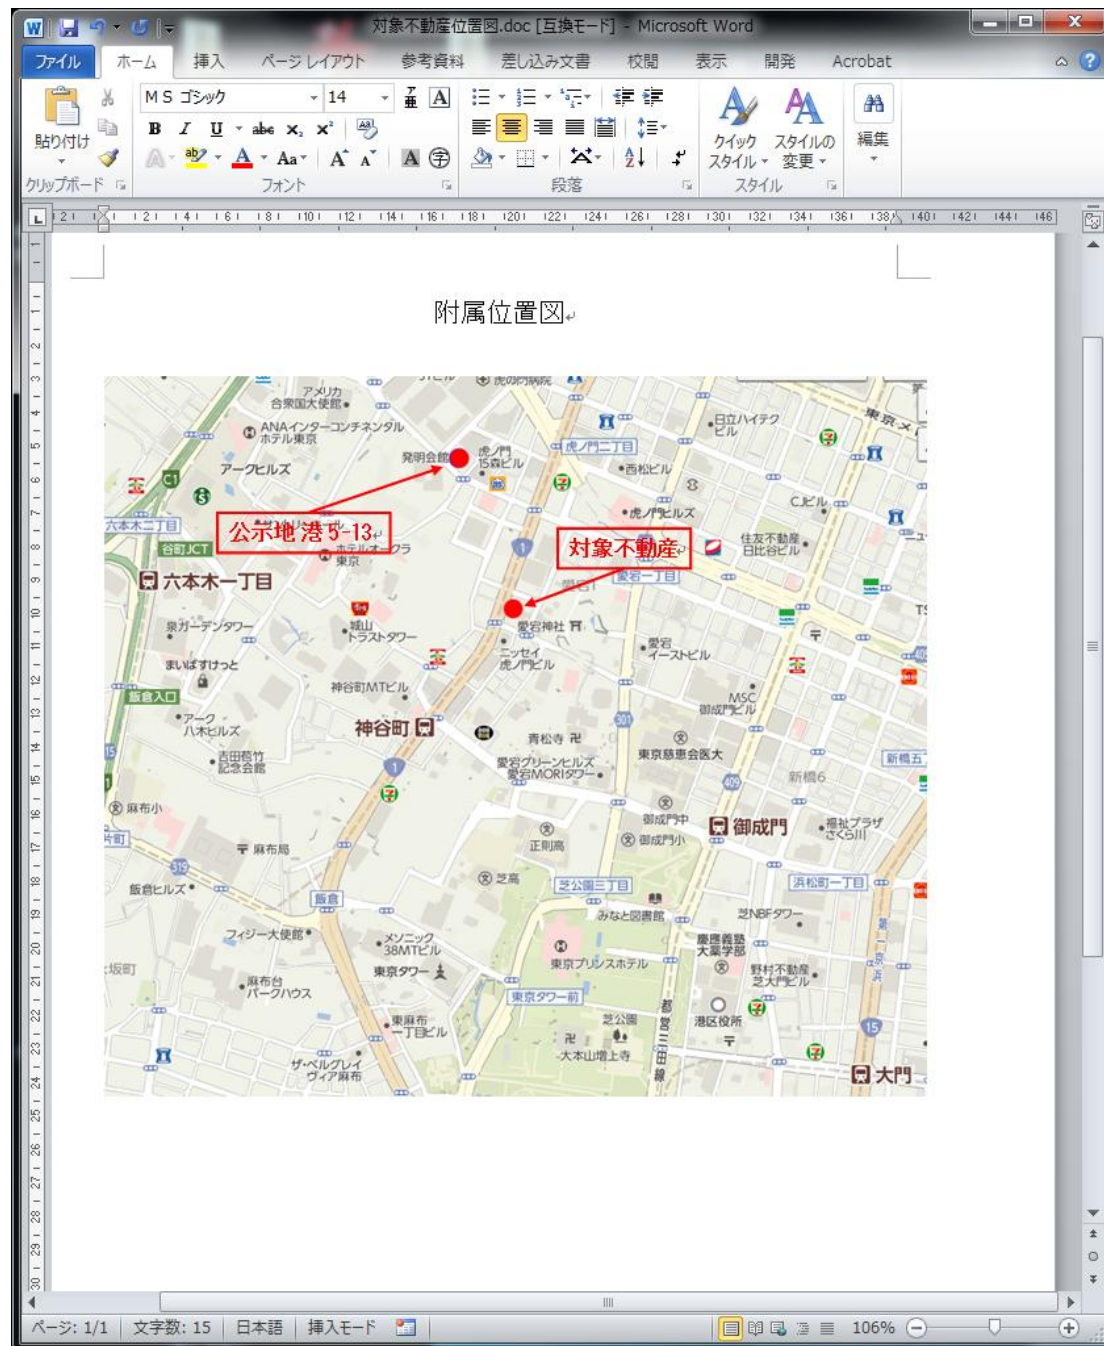 対象不動産位置図.doc [互換モード] - Microsoft Word
ファイル ホーム 挿入 ページ レイアウト 参考資料 差し込み文書 校閲 表示 開発 Acrobat
MS ゴシック 14
貼り付け
クイック スタイル
スタイルの 変更
編集
クリップボード フォント 段落 スタイル
附属位置図
アメリカ
合衆国大使館
ANAインターコンチネンタル
ホテル東京
発明会館
虎ノ門
15森ビル
虎ノ門二丁目
日立ハイテク
ビル
西松ビル
アークヒルズ
C1
虎ノ門ヒルズ
CJビル
六本木二丁目
公示地 港 5-13
対象不動産
住友不動産
日比谷ビル
谷町JCT
ホテルオークラ
東京
1
愛宕一丁目
六本木一丁目
泉ガーデンタワー
城山
トラストタワー
愛宕神社
ニッセイ
虎ノ門ビル
愛宕
イーストビル
まいばすけっと
神谷町MTビル
飯倉入口
MSC
御成門ビル
アーク
八木ビルズ
神谷町
301
青松寺
東京慈恵会医大
吉田苞竹
記念会館
愛宕グリーンヒルズ
愛宕MORIタワー
1
新橋五
新橋6
409
麻布小
御成門中
御成門
福祉プラザ
さくら川
片町
麻布局
正則高
御成門小
319
飯倉ヒルズ
芝高
芝公園三丁目
浜松町一丁目
飯倉
みなと図書館
芝NBFタワー
フィジー大使館
メソニック
38MTビル
慶應義塾
大薬学部
東京タワー
東京プリンスホテル
野村不動産
芝大門ビル
麻布台
パークハウス
東京タワー前
都営三田線
港区役所
第一京浜
東麻布
一丁目ビル
芝公園
15
大本山増上寺
ザ・ベルグレイ
ヴィア麻布
大門
ページ: 1/1 文字数: 15 日本語 挿入モード 106%